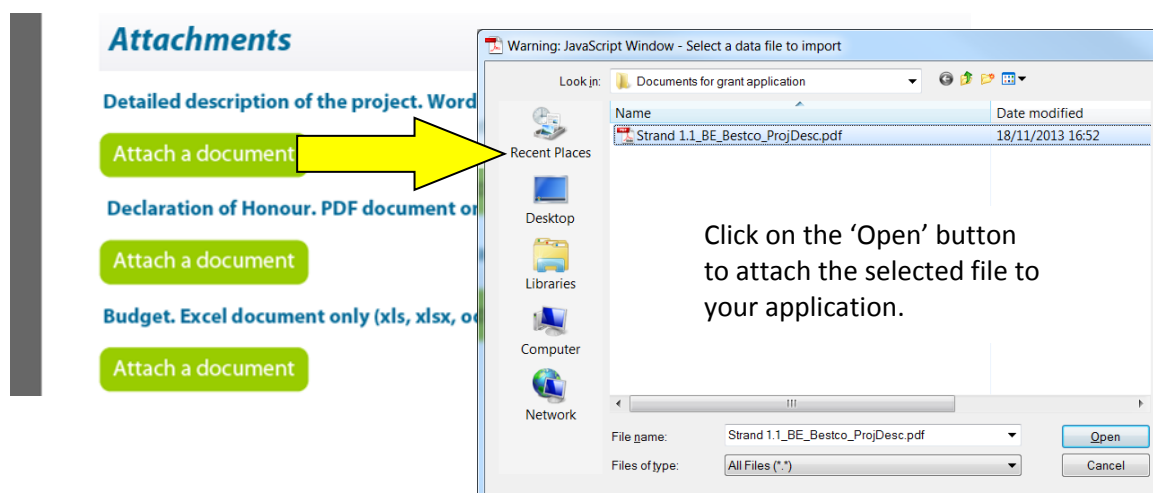 Attachments
Detailed description of the project. Word
Attach a document
Declaration of Honour. PDF document or
Attach a document
Budget. Excel document only (xls, xlsx, od
Attach a document
Warning: JavaScript Window - Select a data file to import
Look in: Documents for grant application
Name Date modified
Strand 1.1_BE_Bestco_ProjDesc.pdf 18/11/2013 16:52
Recent Places
Desktop
Libraries
Computer
Network
Click on the ‘Open’ button
to attach the selected file to
your application.
File name: Strand 1.1_BE_Bestco_ProjDesc.pdf Open
Files of type: All Files (*.*) Cancel